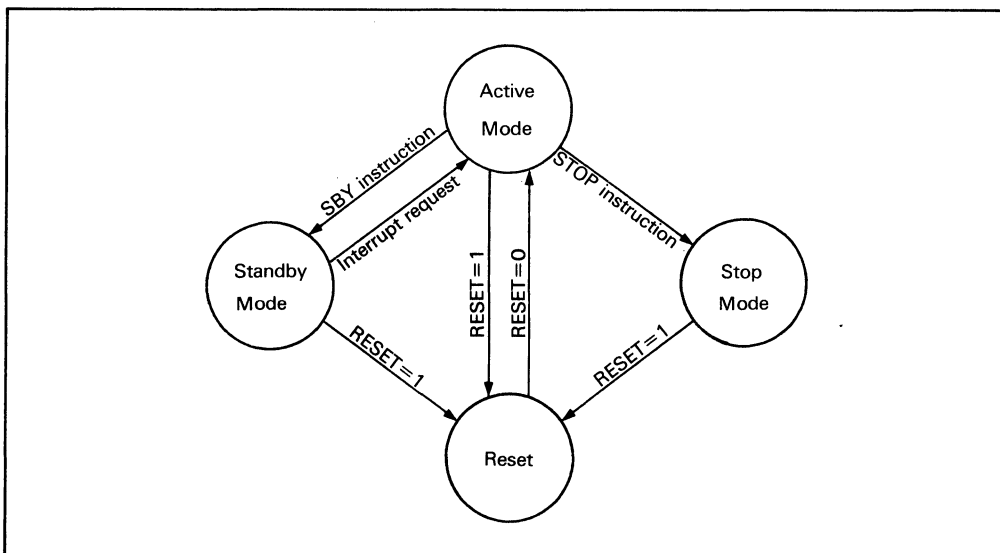 Active
Mode
SBY instruction
Interrupt request
STOP instruction
Standby
Mode
RESET=1
RESET=0
Stop
Mode
RESET=1
RESET=1
Reset